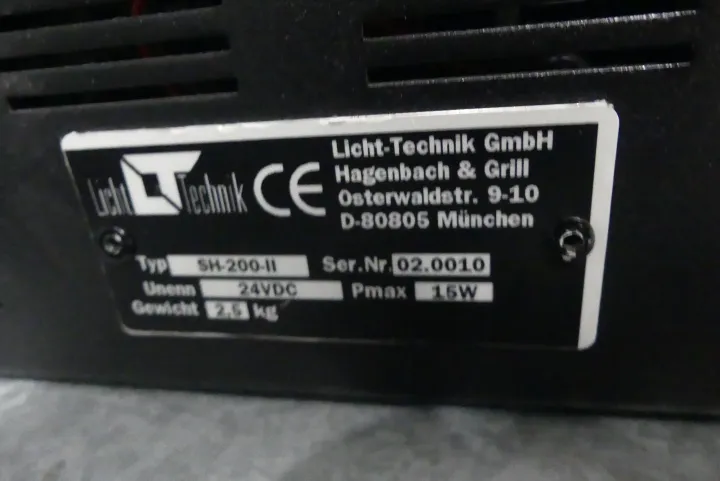 Licht Technik CE
Licht-Technik GmbH
Hagenbach & Grill
Osterwaldstr. 9-10
D-80805 München
Typ SH-200-II Ser.Nr. 02.0010
Unenn 24VDC Pmax 15W
Gewicht 2,5 kg